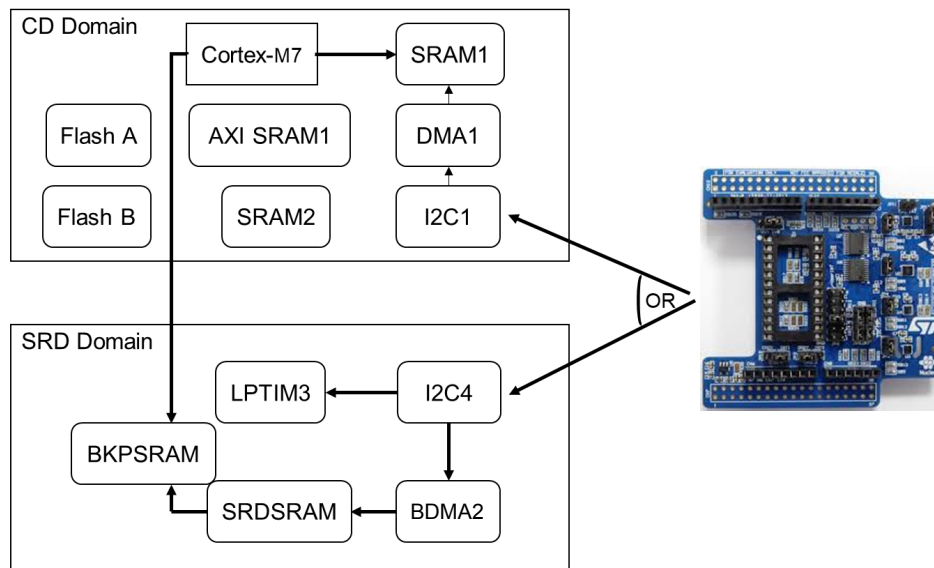 CD Domain
Cortex-M7
SRAM1
Flash A
AXI SRAM1
DMA1
Flash B
SRAM2
I2C1
OR
SRD Domain
LPTIM3
I2C4
BKPSRAM
SRDSRAM
BDMA2